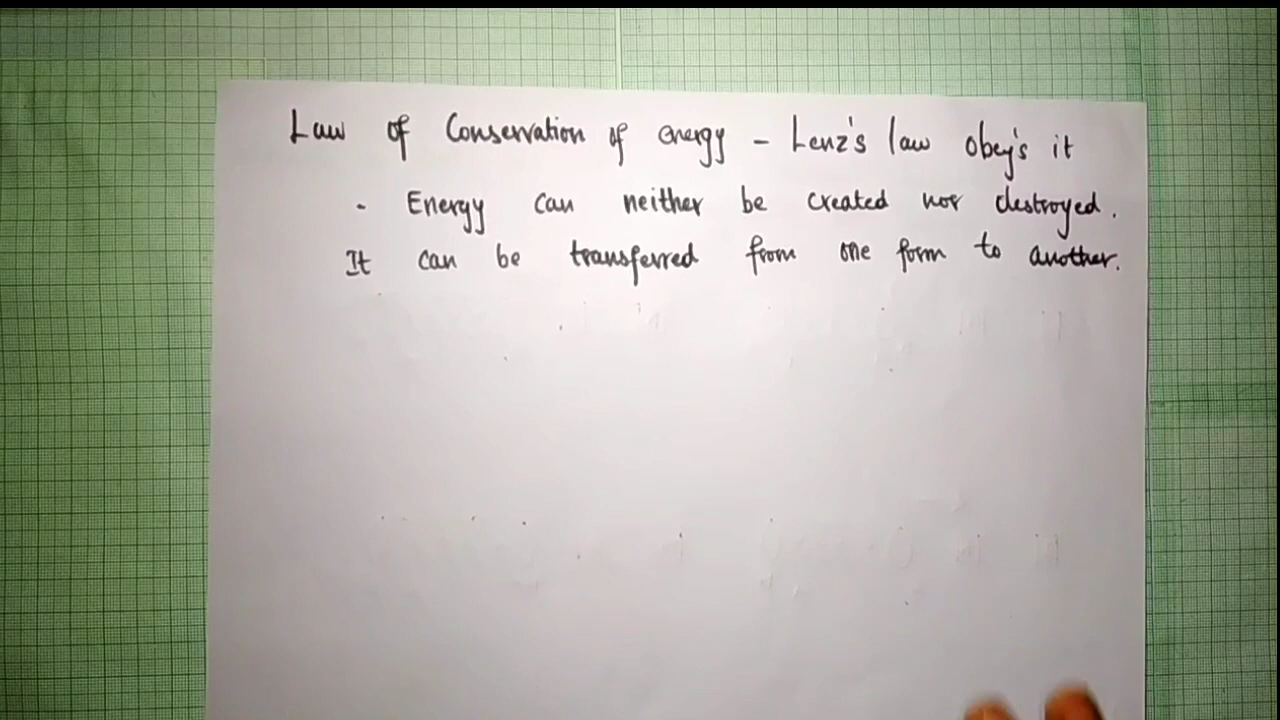 Law of Conservation of energy - Lenz's law obey's it
- Energy can neither be created nor destroyed.
It can be transferred from one form to another.